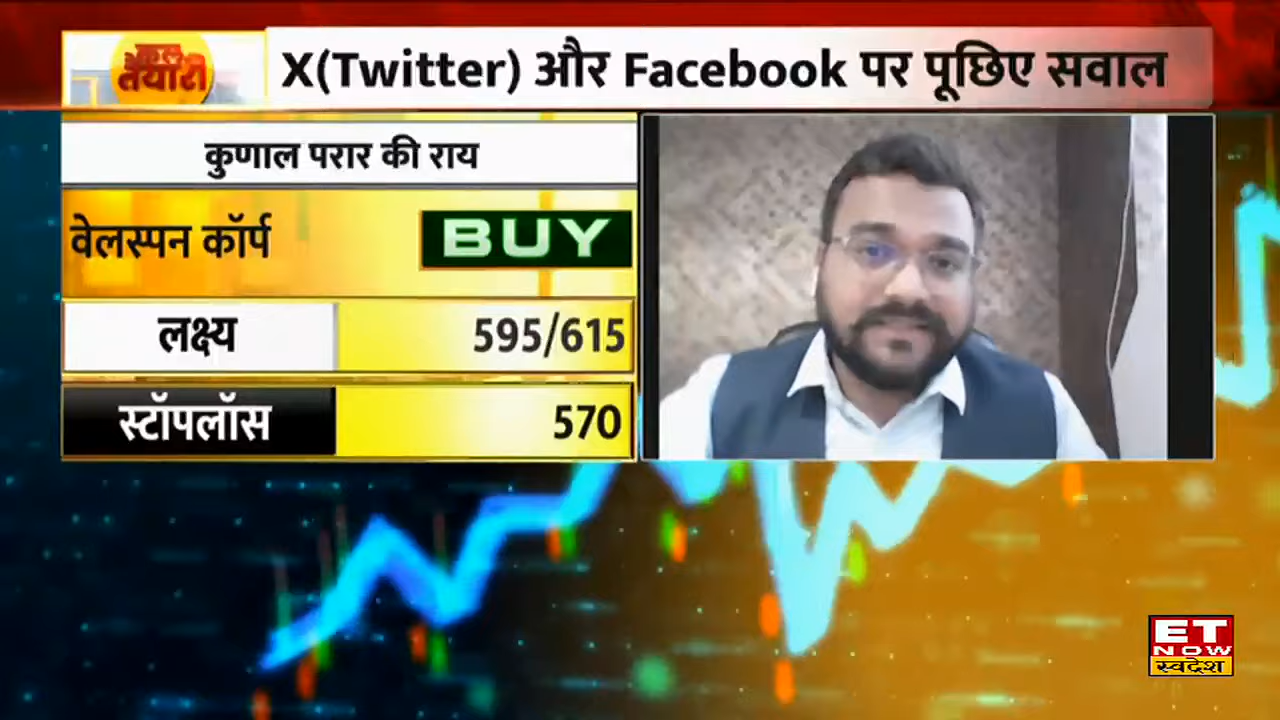 तैयारी
X(Twitter) और Facebook पर पूछिए सवाल
कुणाल परार की राय
वेलस्पन कॉर्प
BUY
लक्ष्य
595/615
स्टॉपलॉस
570
ET
NOW
स्वदेश